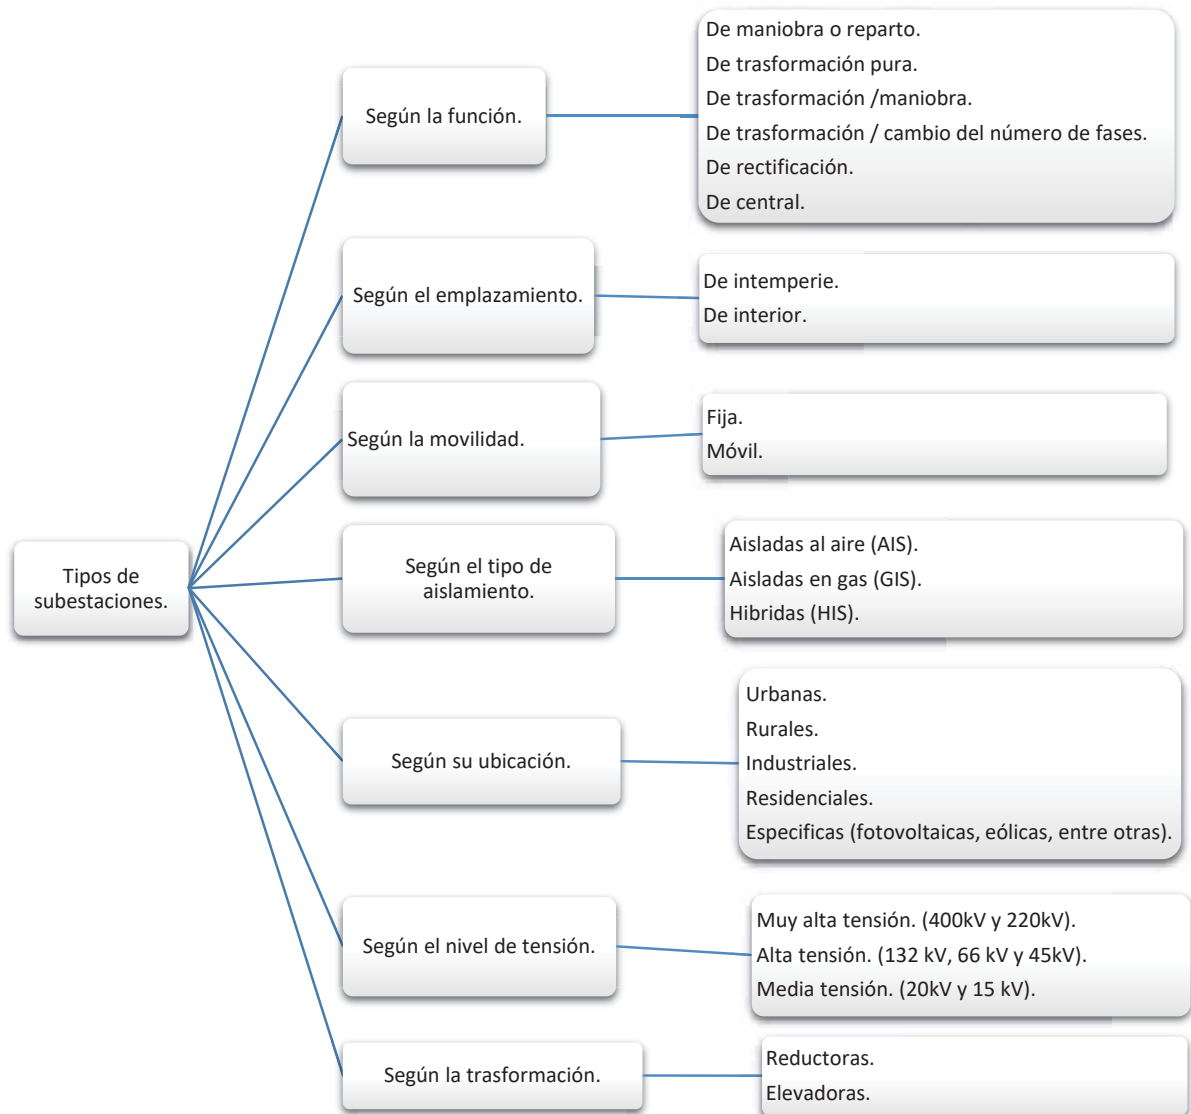 Tipos de
subestaciones.
Según la función.
De maniobra o reparto.
De trasformación pura.
De trasformación /maniobra.
De trasformación / cambio del número de fases.
De rectificación.
De central.
Según el emplazamiento.
De intemperie.
De interior.
Según la movilidad.
Fija.
Móvil.
Según el tipo de
aislamiento.
Aisladas al aire (AIS).
Aisladas en gas (GIS).
Hibridas (HIS).
Según su ubicación.
Urbanas.
Rurales.
Industriales.
Residenciales.
Especificas (fotovoltaicas, eólicas, entre otras).
Según el nivel de tensión.
Muy alta tensión. (400kV y 220kV).
Alta tensión. (132 kV, 66 kV y 45kV).
Media tensión. (20kV y 15 kV).
Según la trasformación.
Reductoras.
Elevadoras.